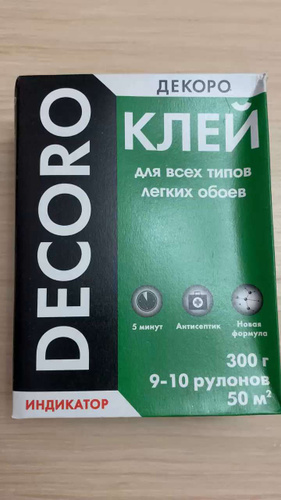 DECORO
ИНДИКАТОР
ДЕКОРО
КЛЕЙ
для всех типов
легких обоев
5 минут
Антисептик
Новая
формула
300 г
9-10 рулонов
50 м²